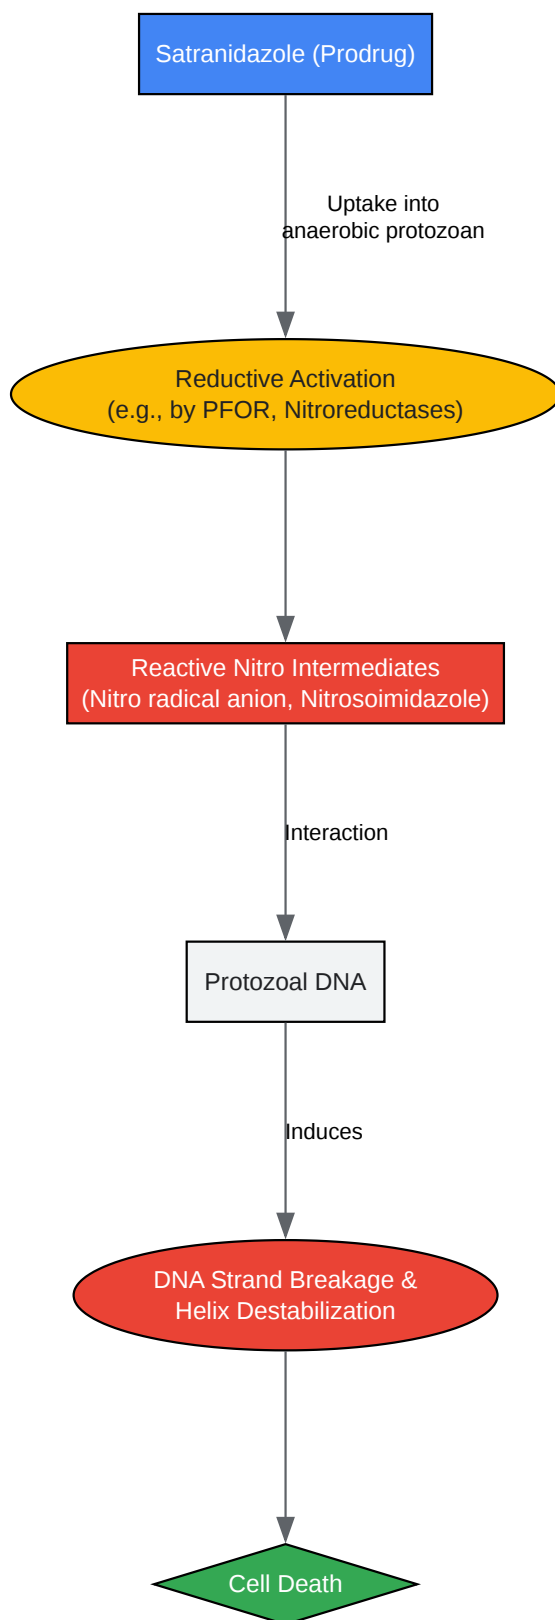 Satranidazole (Prodrug)
Uptake into
anaerobic protozoan
Reductive Activation
(e.g., by PFOR, Nitroreductases)
Reactive Nitro Intermediates
(Nitro radical anion, Nitrosoimidazole)
Interaction
Protozoal DNA
Induces
DNA Strand Breakage &
Helix Destabilization
Cell Death